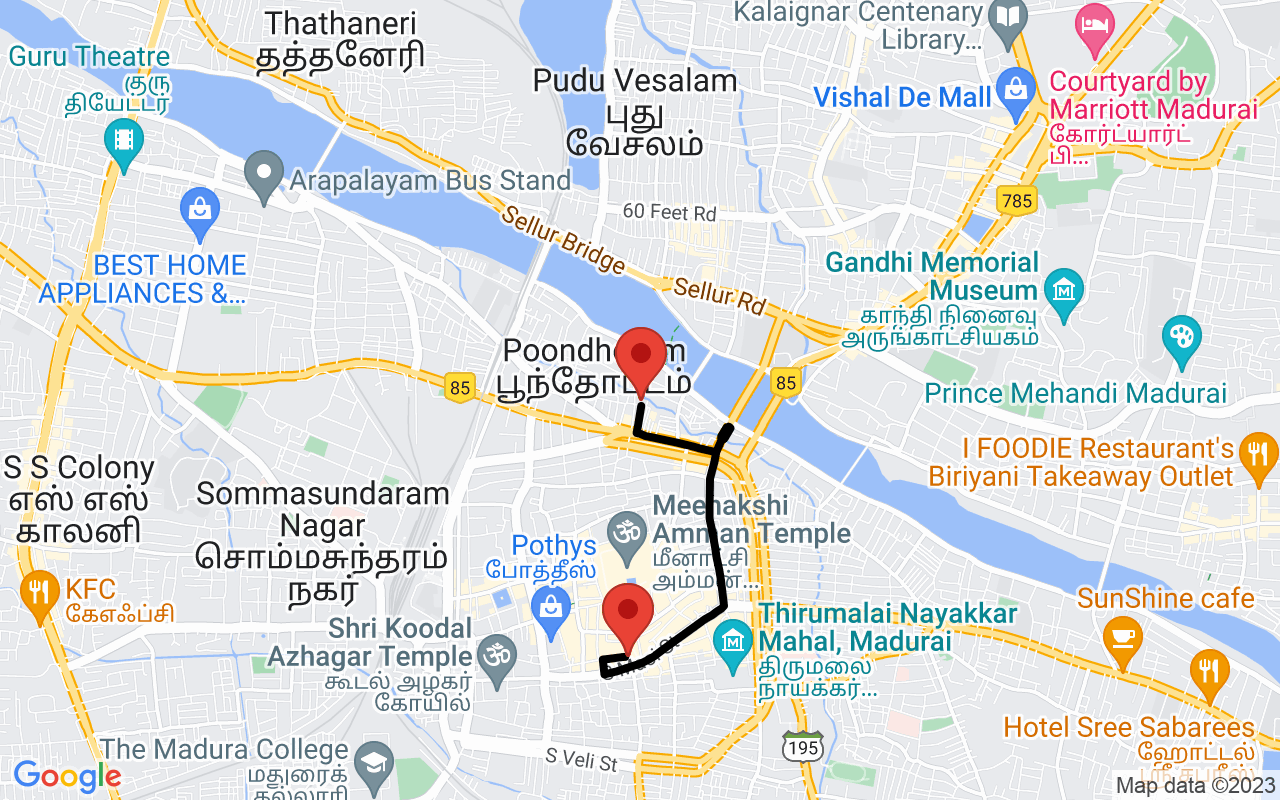 Thathaneri
தத்தனேரி
Kalaignar Centenary
Library...
Guru Theatre
குரு
தியேட்டர்
Pudu Vesalam
புது
வேசலம்
Vishal De Mall
Courtyard by
Marriott Madurai
கோர்ட்யார்ட்
பி...
Arapalayam Bus Stand
785
60 Feet Rd
Sellur Bridge
BEST HOME
APPLIANCES &...
Sellur Rd
Gandhi Memorial
Museum
காந்தி நினைவு
அருங்காட்சியகம்
பூந்தோட்டம்
85
85
Prince Mehandi Madurai
I FOODIE Restaurant's
Biriyani Takeaway Outlet
S S Colony
எஸ் எஸ்
காலனி
Sommasundaram
Nagar
சொம்மசுந்தரம்
நகர்
Meenakshi
Amman Temple
மீனாட்சி
அம்மன்...
Pothys
போத்தீஸ்
KFC
கேஎஃப்சி
SunShine cafe
Thirumalai Nayakkar
Mahal, Madurai
திருமலை
நாயக்கர்...
Shri Koodal
Azhagar Temple
கூடல் அழகர்
கோயில்
Hotel Sree Sabarees
ஹோட்டல்
ஸ்ரீ சபரீஸ்
The Madura College
மதுரைக்
கல்லூரி
S Veli St
195
Google
Map data ©2023